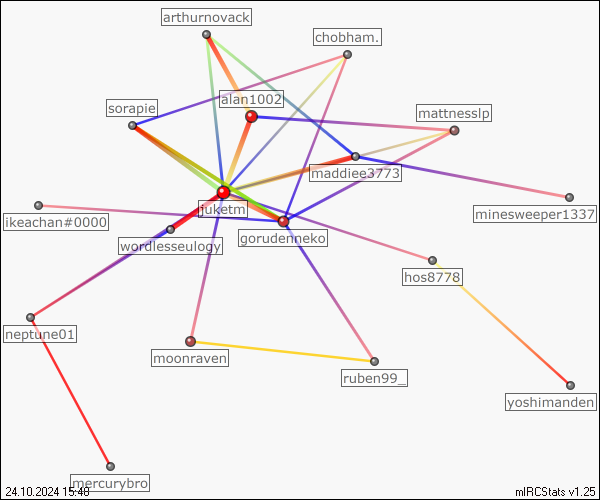 arthurnovack
chobham.
alan1002
sorapie
mattnesslp
maddiee3773
juketm
minesweeper1337
ikeachan#0000
gorudenneko
wordlesseulogy
hos8778
neptune01
moonraven
ruben99_
yoshimanden
mercurybro
24.10.2024 15:48
mIRCStats v1.25